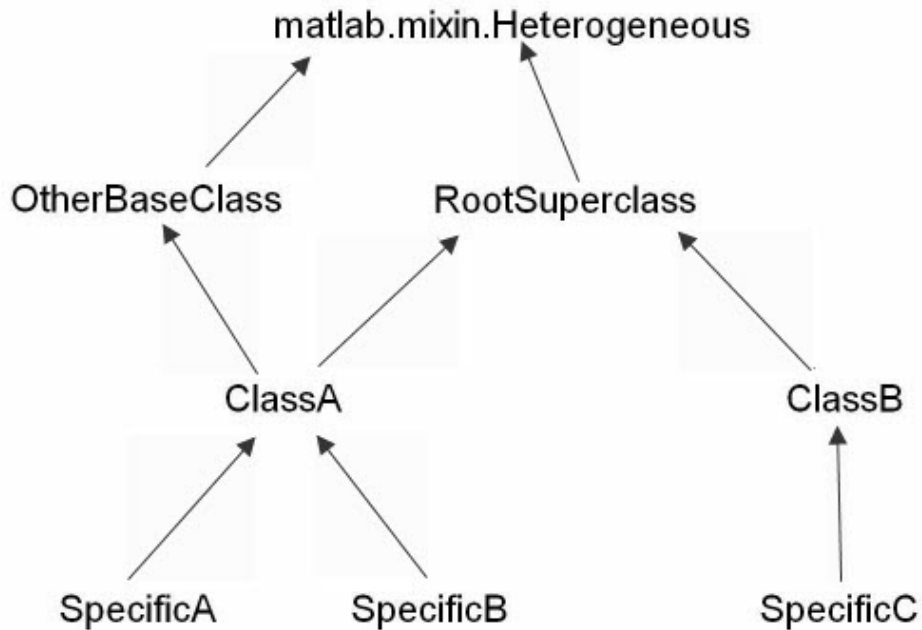 matlab.mixin.Heterogeneous
OtherBaseClass
RootSuperclass
ClassA
ClassB
SpecificA
SpecificB
SpecificC